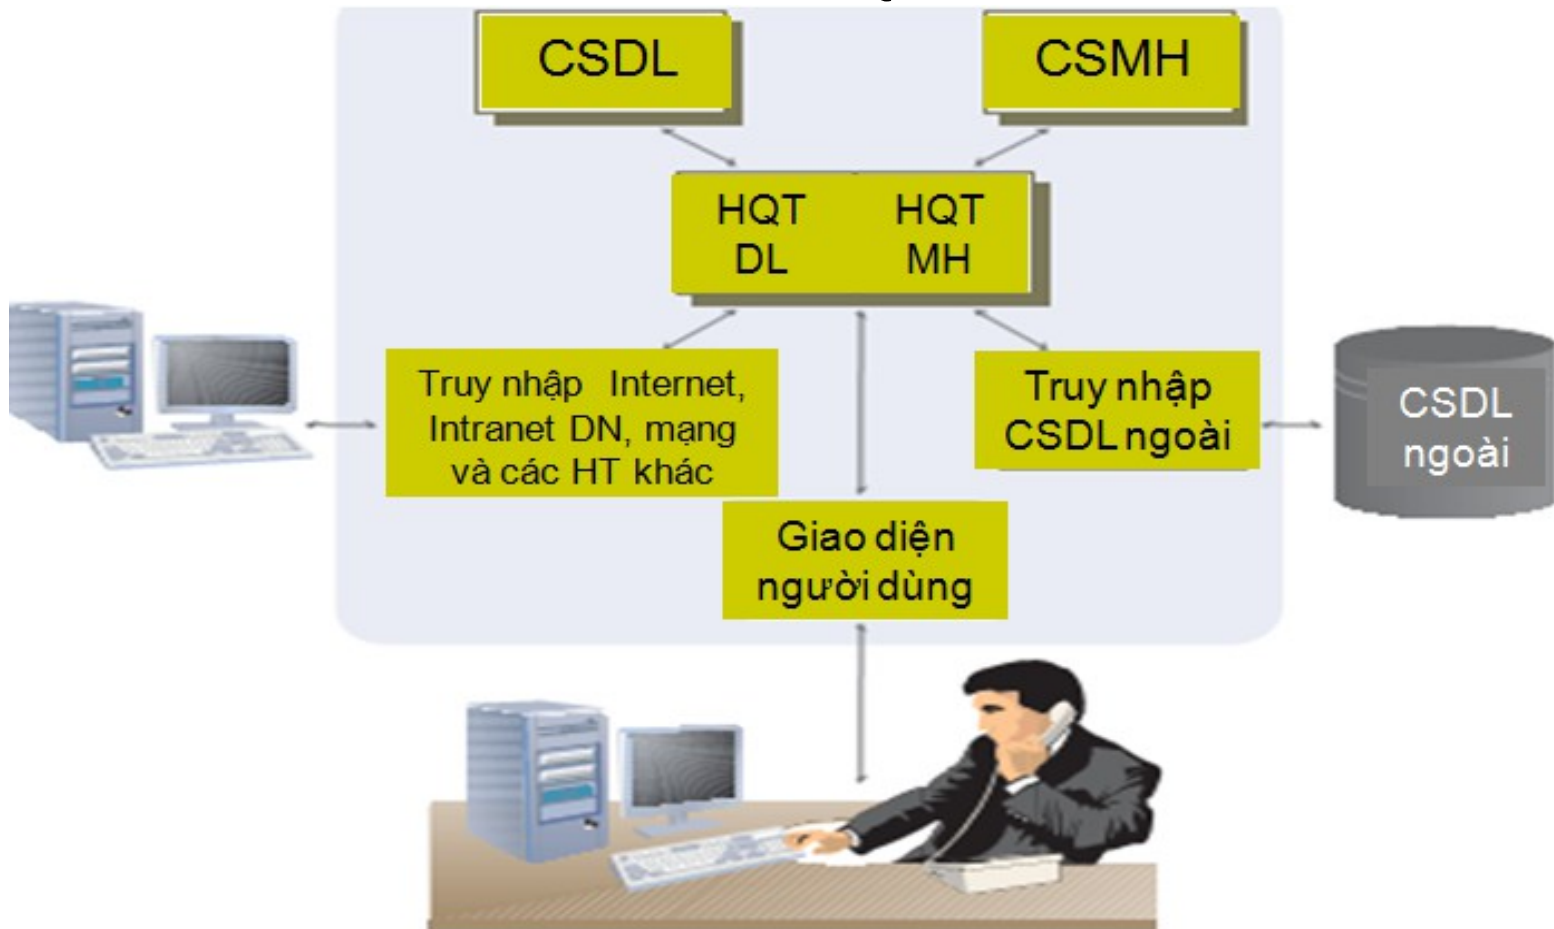 CSDL
CSMH
HQT HQT
DL MH
Truy nhập Internet,
Intranet DN, mạng
và các HT khác
Truy nhập
CSDL ngoài
CSDL
ngoài
Giao diện
người dùng